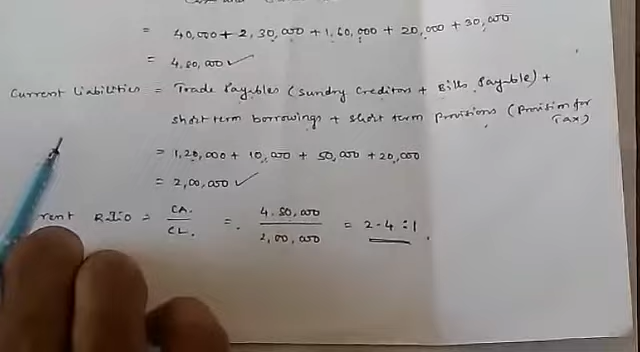 = 40,000 + 2,30,000 + 1,60,000 + 20,000 + 30,000
= 4,80,000 ✓
Current Liabilities = Trade Payables (Sundry Creditors + Bills Payable) +
short term borrowings + short term Provisions (Provision for Tax)
= 1,20,000 + 10,000 + 50,000 + 20,000
= 2,00,000 ✓
rent Ratio = CA. / CL. = 4,80,000 / 2,00,000 = 2.4 : 1